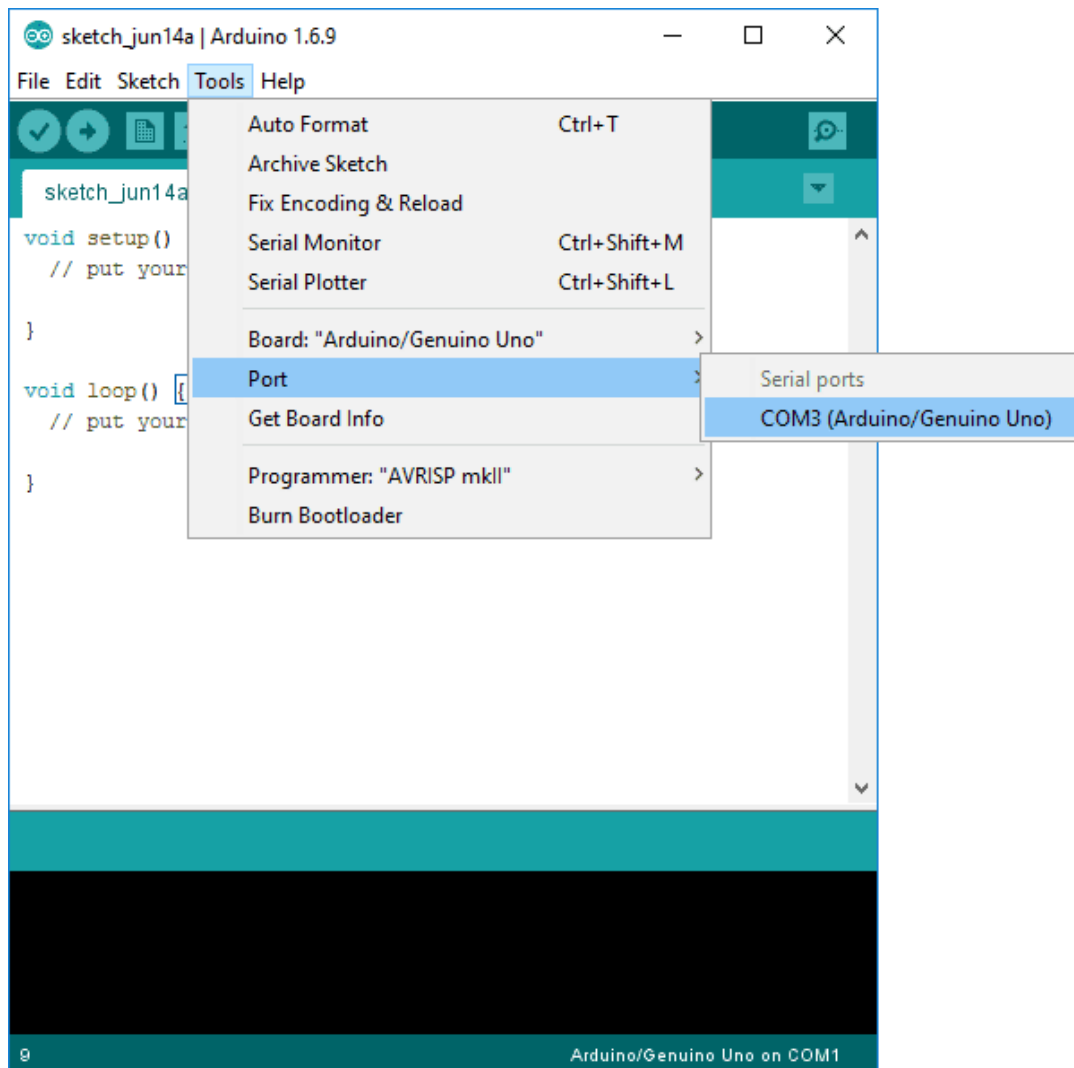 sketch_jun14a | Arduino 1.6.9
File Edit Sketch Tools Help
Auto Format Ctrl+T
Archive Sketch
sketch_jun14a
Fix Encoding & Reload
void setup()
Serial Monitor Ctrl+Shift+M
// put your
Serial Plotter Ctrl+Shift+L
}
Board: "Arduino/Genuino Uno"
Port
Serial ports
void loop() {
// put your
Get Board Info
COM3 (Arduino/Genuino Uno)
}
Programmer: "AVRISP mkII"
Burn Bootloader
9 Arduino/Genuino Uno on COM1